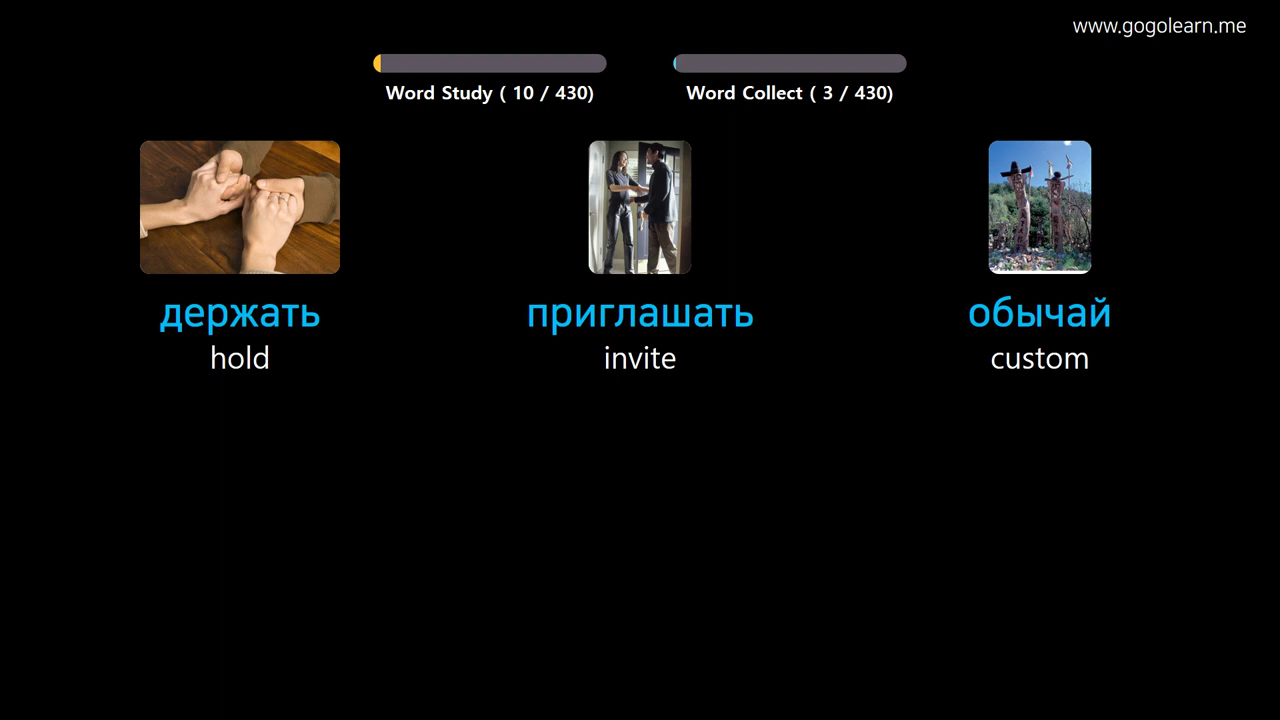 www.gogolearn.me
Word Study ( 10 / 430)
Word Collect ( 3 / 430)
держать
hold
приглашать
invite
обычай
custom